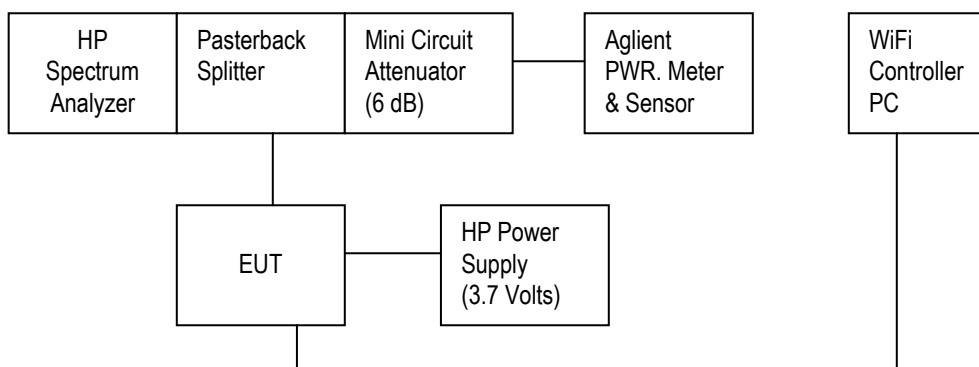 HP
Spectrum
Analyzer
Pasterback
Splitter
Mini Circuit
Attenuator
(6 dB)
Aglient
PWR. Meter
& Sensor
WiFi
Controller
PC
EUT
HP Power
Supply
(3.7 Volts)